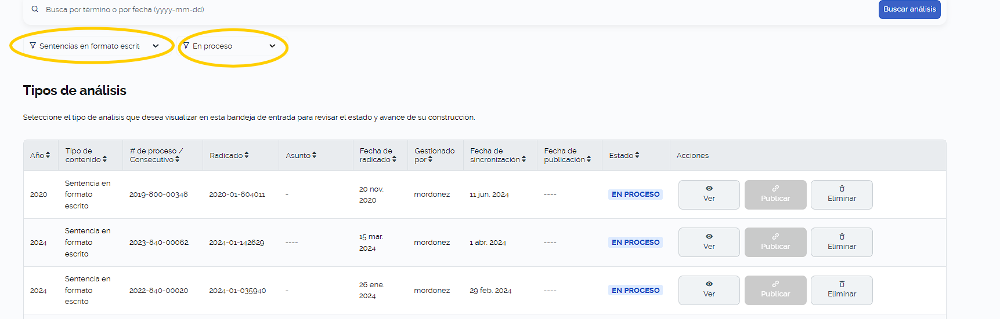 Busca por término o por fecha (yyyy-mm-dd)
Buscar análisis
Sentencias en formato escrit
En proceso
Tipos de análisis
Seleccione el tipo de análisis que desea visualizar en esta bandeja de entrada para revisar el estado y avance de su construcción.
Año
Tipo de
contenido
# de proceso /
Consecutivo
Radicado
Asunto
Fecha de
radicado
Gestionado
por
Fecha de
sincronización
Fecha de
publicación
Estado
Acciones
2020
Sentencia en
formato
escrito
2019-800-00348
2020-01-604011
-
20 nov.
2020
mordonez
11 jun. 2024
----
EN PROCESO
Ver
Publicar
Eliminar
2024
Sentencia en
formato
escrito
2023-840-00062
2024-01-142629
----
15 mar.
2024
mordonez
1 abr. 2024
----
EN PROCESO
Ver
Publicar
Eliminar
2024
Sentencia en
formato
escrito
2022-840-00020
2024-01-035940
-
26 ene.
2024
mordonez
29 feb. 2024
----
EN PROCESO
Ver
Publicar
Eliminar